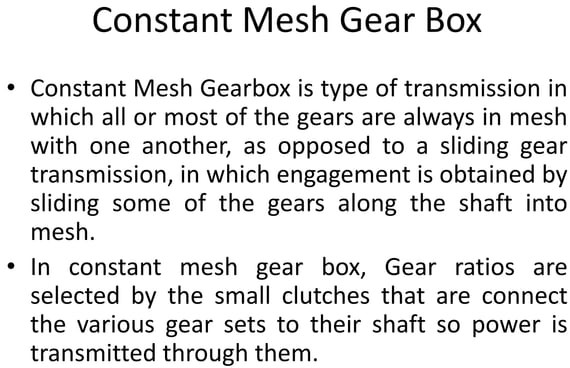 Constant Mesh Gear Box
• Constant Mesh Gearbox is type of transmission in
which all or most of the gears are always in mesh
with one another, as opposed to a sliding gear
transmission, in which engagement is obtained by
sliding some of the gears along the shaft into
mesh.
• In constant mesh gear box, Gear ratios are
selected by the small clutches that are connect
the various gear sets to their shaft so power is
transmitted through them.